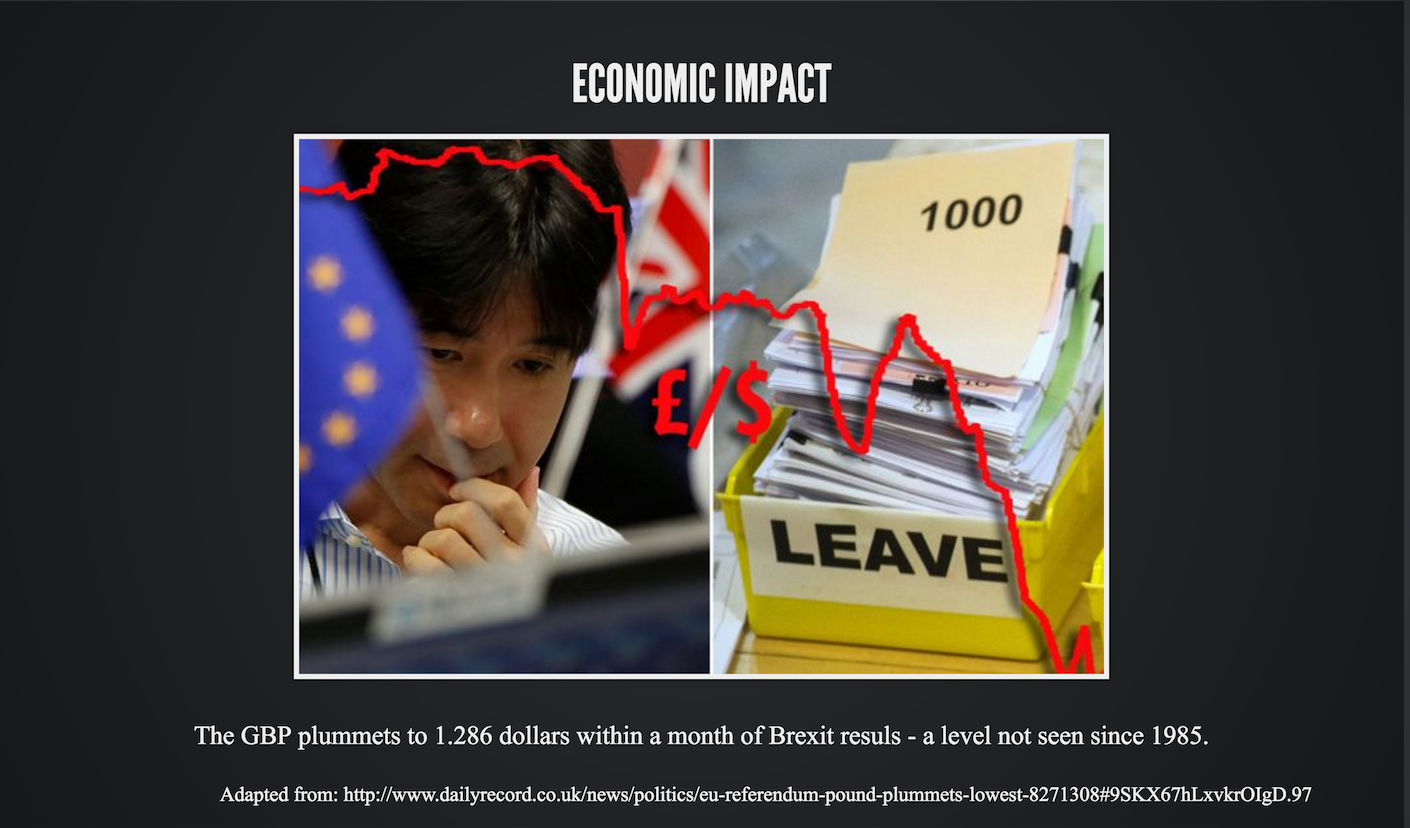 ECONOMIC IMPACT
1000
£/$
LEAVE
The GBP plummets to 1.286 dollars within a month of Brexit resuls - a level not seen since 1985.
Adapted from: http://www.dailyrecord.co.uk/news/politics/eu-referendum-pound-plummets-lowest-8271308#9SKX67hLxvkrOIgD.97